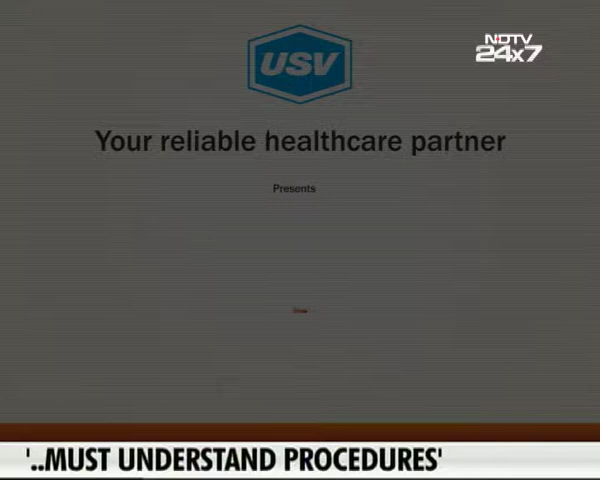 USV
NDTV
24x7
Your reliable healthcare partner
Presents
'..MUST UNDERSTAND PROCEDURES'